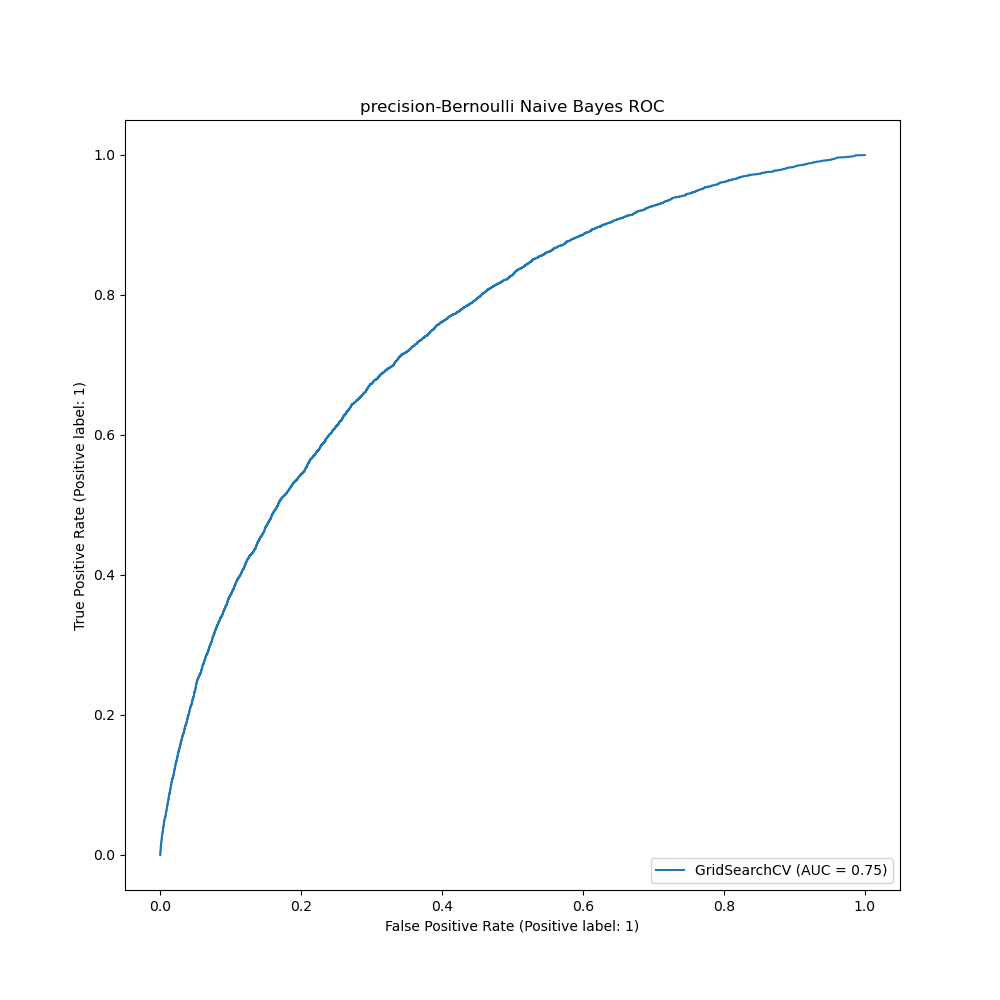 precision-Bernoulli Naive Bayes ROC
1.0
0.8
0.6
0.4
0.2
0.0
True Positive Rate (Positive label: 1)
GridSearchCV (AUC = 0.75)
0.0 0.2 0.4 0.6 0.8 1.0
False Positive Rate (Positive label: 1)